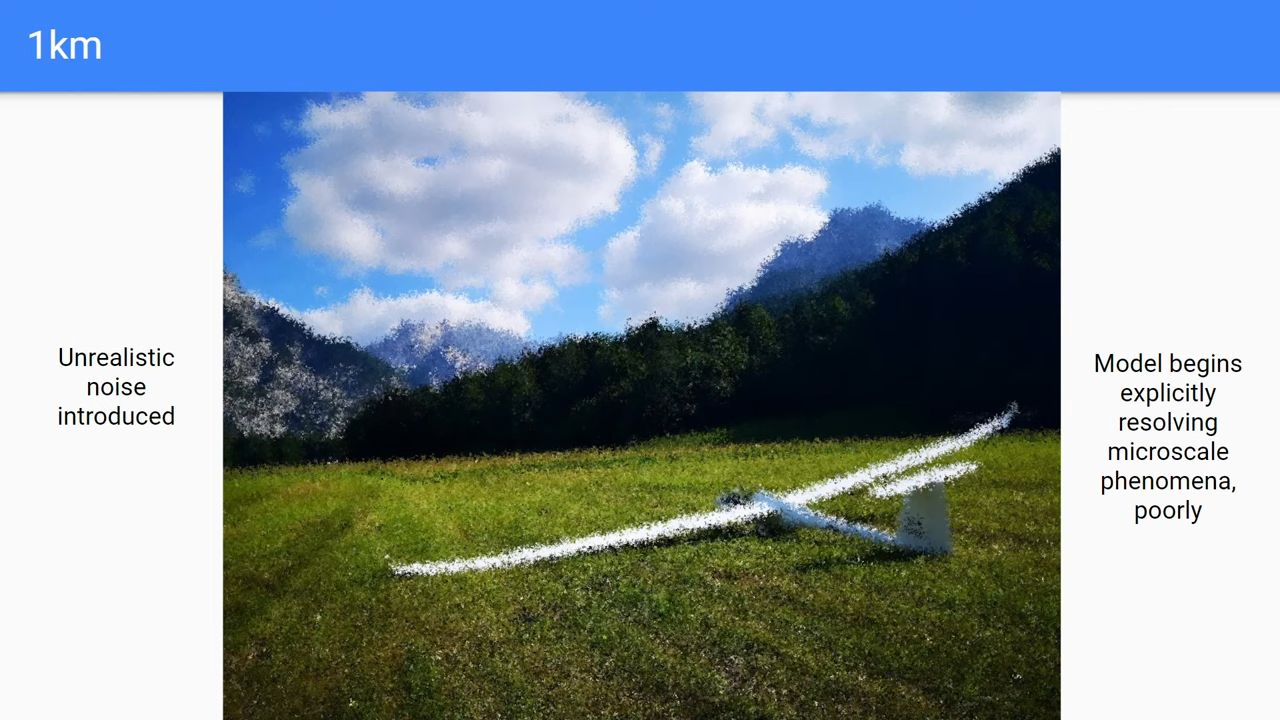 1km
Unrealistic
noise
introduced
Model begins
explicitly
resolving
microscale
phenomena,
poorly